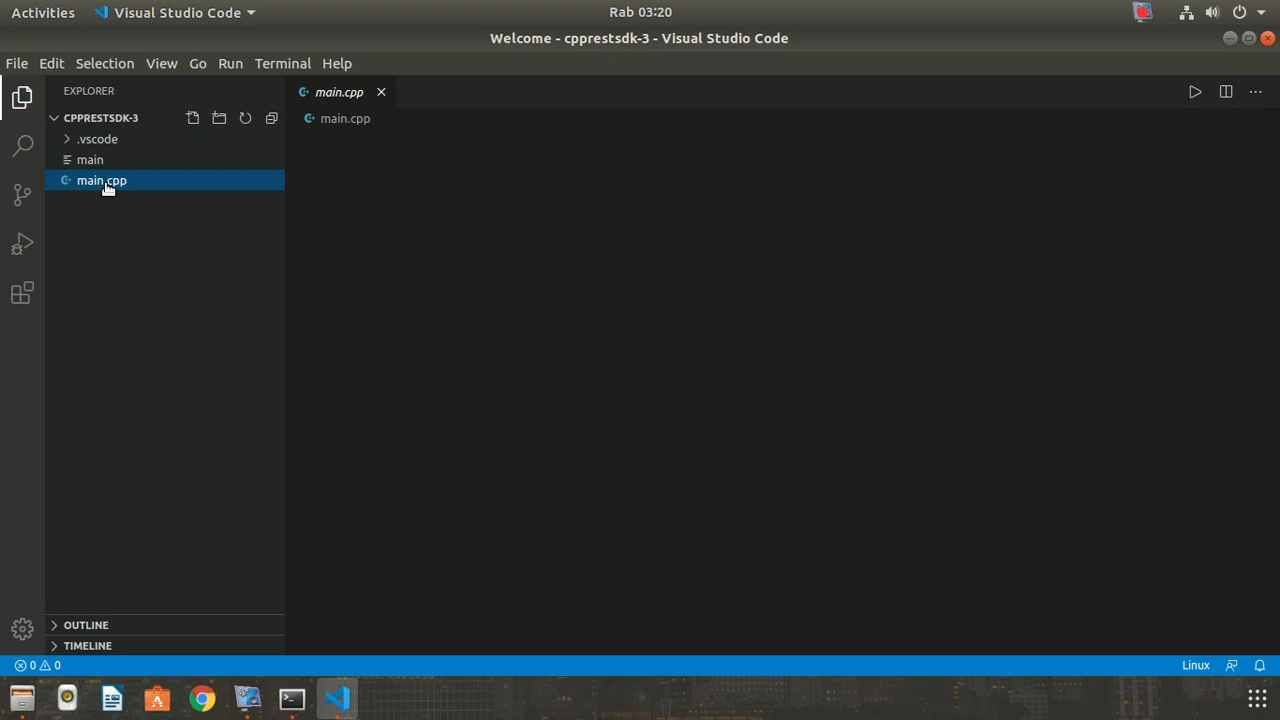 Activities Visual Studio Code Rab 03:20
Welcome - cpprestsdk-3 - Visual Studio Code
File Edit Selection View Go Run Terminal Help
EXPLORER
CPPRESTSDK-3
.vscode
main
main.cpp
main.cpp
main.cpp
OUTLINE
TIMELINE
0 0 Linux